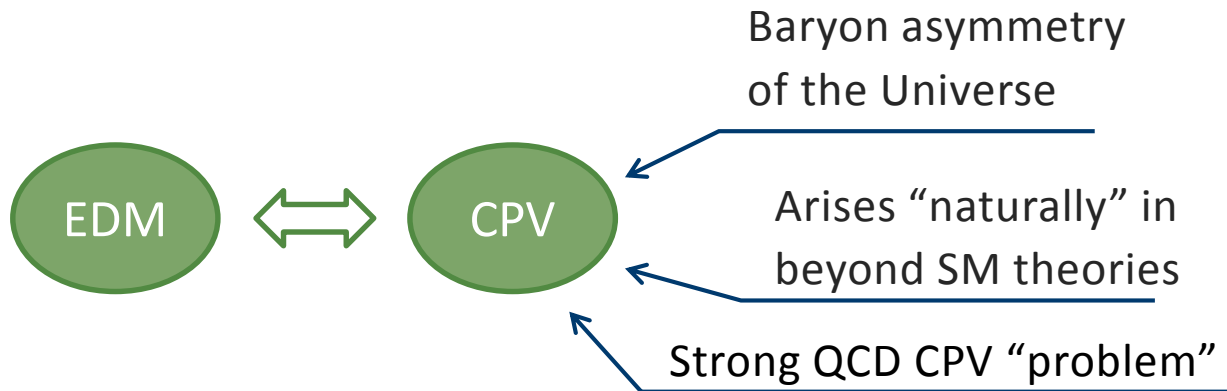 Baryon asymmetry
of the Universe
EDM
CPV
Arises “naturally” in
beyond SM theories
Strong QCD CPV “problem”